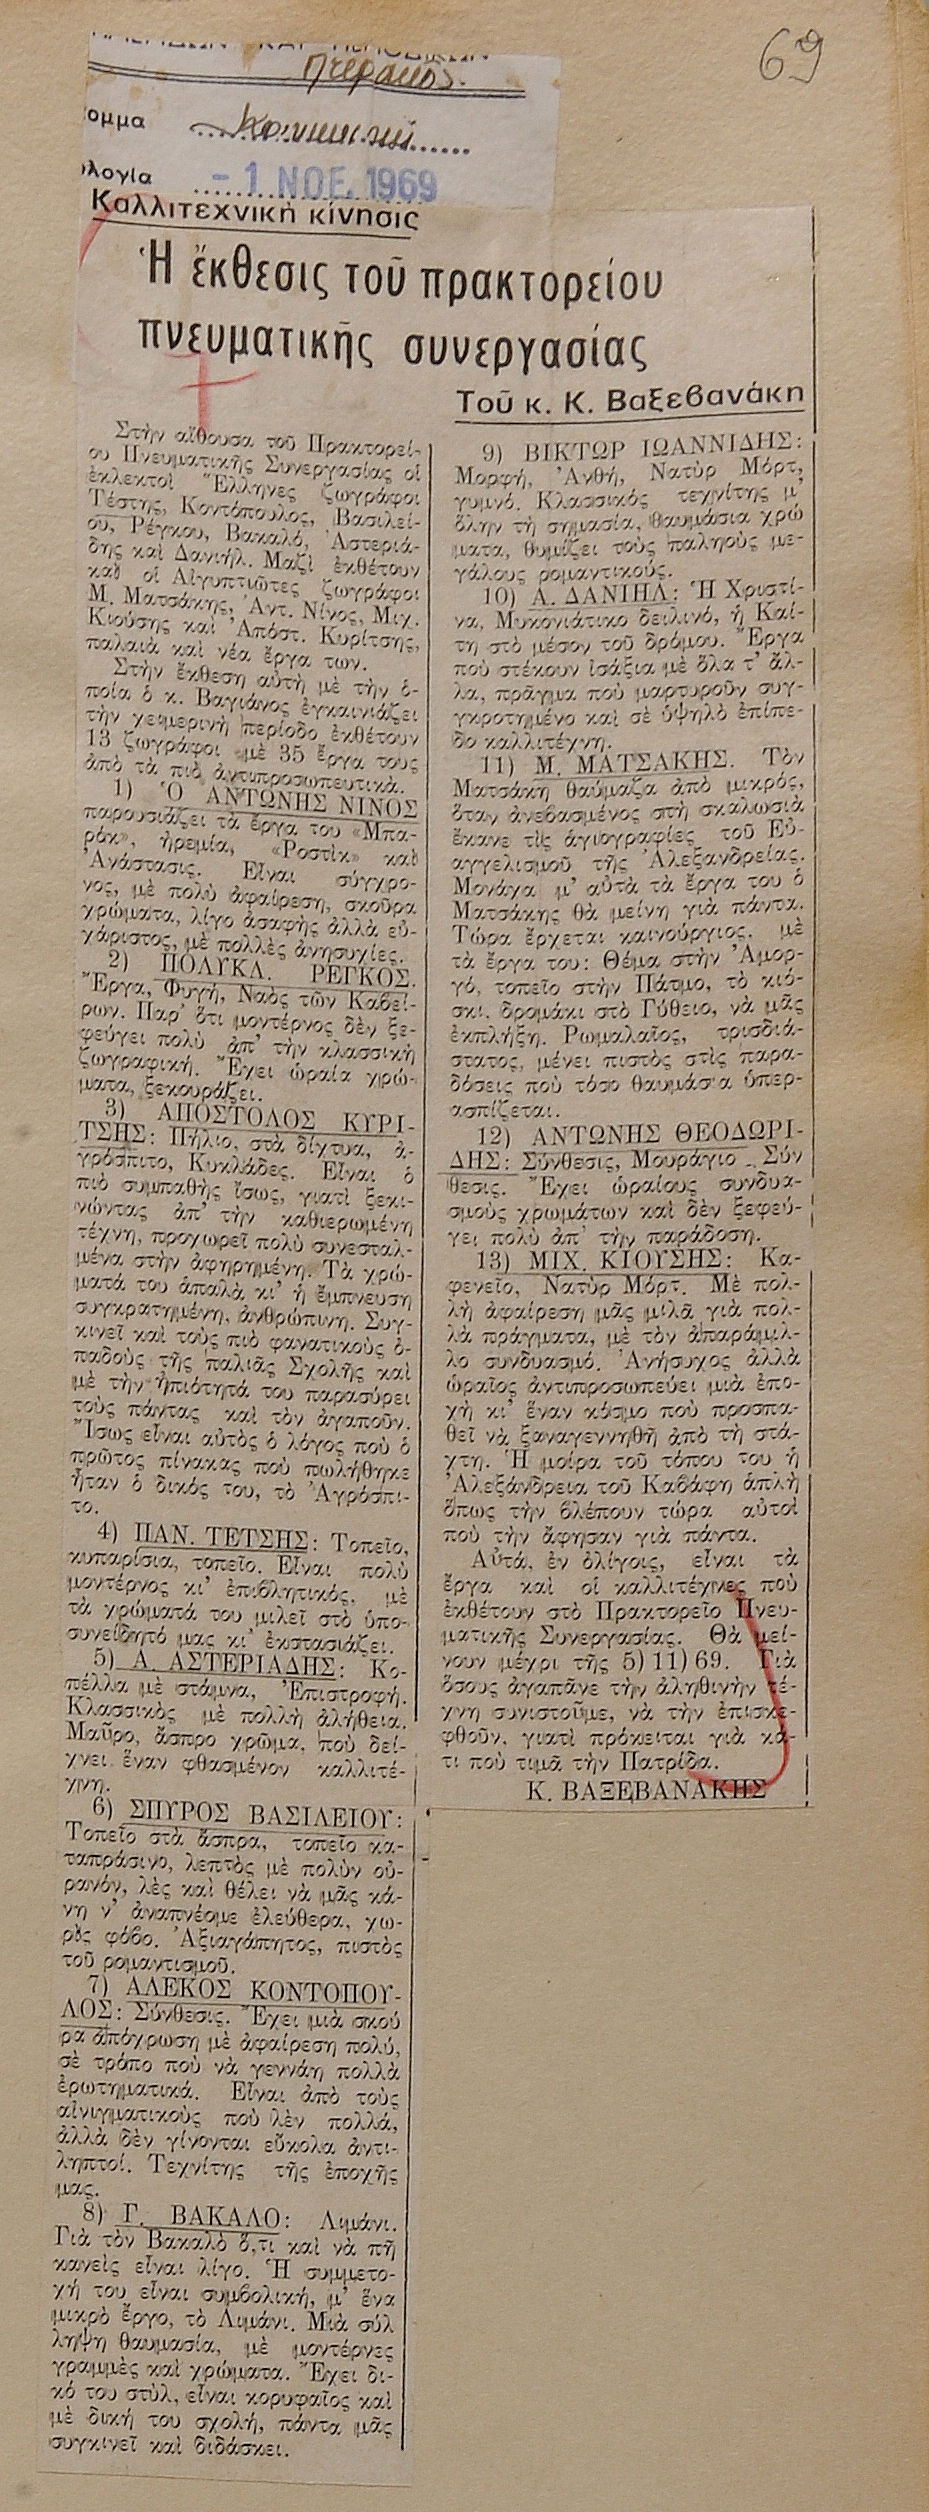 69
ΚΑΙ
ομμα
ολογία
- 1 ΝΟΕ. 1969
Καλλιτεχνικὴ κίνησις
Ἡ ἔκθεσις τοῦ πρακτορείου
πνευματικῆς συνεργασίας
Τοῦ κ. Κ. Βαξεβανάκη
Στὴν αἴθουσα τοῦ Πρακτορεί-
ου Πνευματικῆς Συνεργασίας οἱ
ἐκλεκτοὶ Ἕλληνες ζωγράφοι
Τέστης, Κοντόπουλος, Βασιλεί-
ου, Ρέγκου, Βακαλό, Ἀστεριά-
δης καὶ Δανιήλ. Μαζὶ ἐκθέτουν
καὶ οἱ Αἰγυπτιῶτες ζωγράφοι
Μ. Ματσάκης, Ἀντ. Νίνος, Μιχ.
Κιούσης καὶ Ἀπόστ. Κυρίτσης,
παλαιὰ καὶ νέα ἔργα των.
Στὴν ἔκθεση αὐτὴ μὲ τὴν ὁ-
ποία ὁ κ. Βαγιάνος ἐγκαινιάζει
τὴν χειμερινὴ περίοδο ἐκθέτουν
13 ζωγράφοι μὲ 35 ἔργα τους
ἀπὸ τὰ πιὸ ἀντιπροσωπευτικά.
1) Ὁ ΑΝΤΩΝΗΣ ΝΙΝΟΣ
παρουσιάζει τὰ ἔργα του «Μπα-
ρόκ», ἠρεμία, «Ροστὶκ» καὶ
Ἀνάστασις. Εἶναι σύγχρο-
νος, μὲ πολὺ ἀφαίρεση, σκοῦρα
χρώματα, λίγο ἀσαφὴς ἀλλὰ εὐ-
χάριστος, μὲ πολλὲς ἀνησυχίες.
2) ΠΟΛΥΚΛ. ΡΕΓΚΟΣ.
Ἔργα, Φυγή, Ναὸς τῶν Καβεί-
ρων. Παρ' ὅτι μοντέρνος δὲν ξε-
φεύγει πολὺ ἀπ' τὴν κλασσικὴ
ζωγραφική. Ἔχει ὡραῖα χρώ-
ματα, ξεκουράζει.
3) ΑΠΟΣΤΟΛΟΣ ΚΥΡΙ-
ΤΣΗΣ: Πήλιο, στὰ δίχτυα, ἀ-
γρόσπιτο, Κυκλάδες. Εἶναι ὁ
πιὸ συμπαθὴς ἴσως, γιατὶ ξεκι-
νώντας ἀπ' τὴν καθιερωμένη
τέχνη, προχωρεῖ πολὺ συνεσταλ-
μένα στὴν ἀφηρημένη. Τὰ χρώ-
ματά του ἁπαλὰ κι' ἡ ἔμπνευση
συγκρατημένη, ἀνθρώπινη. Συγ-
κινεῖ καὶ τοὺς πιὸ φανατικοὺς ὁ-
παδοὺς τῆς παλιᾶς Σχολῆς καὶ
μὲ τὴν ἠπιότητά του παρασύρει
τοὺς πάντας καὶ τὸν ἀγαποῦν.
Ἴσως εἶναι αὐτὸς ὁ λόγος ποὺ ὁ
πρῶτος πίνακας ποὺ πωλήθηκε
ἦταν ὁ δικός του, τὸ Ἀγρόσπι-
το.
4) ΠΑΝ. ΤΕΤΣΗΣ: Τοπεῖο,
κυπαρίσια, τοπεῖο. Εἶναι πολὺ
μοντέρνος κι' ἐπιβλητικός, μὲ
τὰ χρώματά του μιλεῖ στὸ ὑπο-
συνείδητό μας κι' ἐκστασιάζει.
5) Α. ΑΣΤΕΡΙΑΔΗΣ: Κο-
πέλλα μὲ στάμνα, Ἐπιστροφή.
Κλασσικὸς μὲ πολλὴ ἀλήθεια.
Μαῦρο, ἄσπρο χρῶμα, ποὺ δεί-
χνει ἕναν φθασμένον καλλιτέ-
χνη.
6) ΣΠΥΡΟΣ ΒΑΣΙΛΕΙΟΥ:
Τοπεῖο στὰ ἄσπρα, τοπεῖο κα-
ταπράσινο, λεπτὸς μὲ πολὺν οὐ-
ρανόν, λὲς καὶ θέλει νὰ μᾶς κά-
νη ν' ἀναπνέομε ἐλεύθερα, χω-
ρὶς φόβο. Ἀξιαγάπητος, πιστὸς
τοῦ ρομαντισμοῦ.
7) ΑΛΕΚΟΣ ΚΟΝΤΟΠΟΥ-
ΛΟΣ: Σύνθεσις. Ἔχει μιὰ σκού
ρα ἀπόχρωση μὲ ἀφαίρεση πολύ,
σὲ τρόπο ποὺ νὰ γεννάη πολλὰ
ἐρωτηματικά. Εἶναι ἀπὸ τοὺς
αἰνιγματικοὺς ποὺ λὲν πολλά,
ἀλλὰ δὲν γίνονται εὔκολα ἀντι-
ληπτοί. Τεχνίτης τῆς ἐποχῆς
μας.
8) Γ. ΒΑΚΑΛΟ: Λιμάνι.
Γιὰ τὸν Βακαλὸ ὅ,τι καὶ νὰ πῆ
κανεὶς εἶναι λίγο. Ἡ συμμετο-
χή του εἶναι συμβολική, μ' ἕνα
μικρὸ ἔργο, τὸ Λιμάνι. Μιὰ σύλ
ληψη θαυμασία, μὲ μοντέρνες
γραμμὲς καὶ χρώματα. Ἔχει δι-
κό του στύλ, εἶναι κορυφαῖος καὶ
μὲ δική του σχολή, πάντα μᾶς
συγκινεῖ καὶ διδάσκει.
9) ΒΙΚΤΩΡ ΙΩΑΝΝΙΔΗΣ:
Μορφή, Ἀνθή, Νατὺρ Μόρτ,
γυμνό. Κλασσικὸς τεχνίτης μ'
ὅλην τὴ σημασία, θαυμάσια χρώ
ματα, θυμίζει τοὺς παληοὺς με-
γάλους ρομαντικούς.
10) Α. ΔΑΝΙΗΛ: Ἡ Χριστί-
να, Μυκονιάτικο δειλινό, ἡ Καί-
τη στὸ μέσον τοῦ δρόμου. Ἔργα
ποὺ στέκουν ἰσάξια μὲ ὅλα τ' ἄλ-
λα, πρᾶγμα ποὺ μαρτυροῦν συγ-
κροτημένο καὶ σὲ ὑψηλὸ ἐπίπε-
δο καλλιτέχνη.
11) Μ. ΜΑΤΣΑΚΗΣ. Τὸν
Ματσάκη θαύμαζα ἀπὸ μικρός,
ὅταν ἀνεβασμένος στὴ σκαλωσιὰ
ἔκανε τὶς ἁγιογραφίες τοῦ Εὐ-
αγγελισμοῦ τῆς Ἀλεξανδρείας.
Μονάχα μ' αὐτὰ τὰ ἔργα του ὁ
Ματσάκης θὰ μείνη γιὰ πάντα.
Τώρα ἔρχεται καινούργιος. μὲ
τὰ ἔργα του: Θέμα στὴν Ἀμορ-
γό, τοπεῖο στὴν Πάτμο, τὸ κιό-
σκι, δρομάκι στὸ Γύθειο, νὰ μᾶς
ἐκπλήξη. Ρωμαλαῖος, τρισδιά-
στατος, μένει πιστὸς στὶς παρα-
δόσεις ποὺ τόσο θαυμάσια ὑπερ-
ασπίζεται.
12) ΑΝΤΩΝΗΣ ΘΕΟΔΩΡΙ-
ΔΗΣ: Σύνθεσις, Μουράγιο - Σύν
θεσις. Ἔχει ὡραίους συνδυα-
σμοὺς χρωμάτων καὶ δὲν ξεφεύ-
γει πολὺ ἀπ' τὴν παράδοση.
13) ΜΙΧ. ΚΙΟΥΣΗΣ: Κα-
φενεῖο, Νατὺρ Μόρτ. Μὲ πολ-
λὴ ἀφαίρεση μᾶς μιλᾶ γιὰ πολ-
λὰ πράγματα, μὲ τὸν ἀπαράμιλ-
λο συνδυασμό. Ἀνήσυχος ἀλλὰ
ὡραῖος ἀντιπροσωπεύει μιὰ ἐπο-
χὴ κι' ἕναν κόσμο ποὺ προσπα-
θεῖ νὰ ξαναγεννηθῆ ἀπὸ τὴ στά-
χτη. Ἡ μοίρα τοῦ τόπου του ἡ
Ἀλεξάνδρεια τοῦ Καβάφη ἁπλὴ
ὅπως τὴν βλέπουν τώρα αὐτοὶ
ποὺ τὴν ἄφησαν γιὰ πάντα.
Αὐτά, ἐν ὀλίγοις, εἶναι τὰ
ἔργα καὶ οἱ καλλιτέχνες ποὺ
ἐκθέτουν στὸ Πρακτορεῖο Πνευ-
ματικῆς Συνεργασίας. Θὰ μεί-
νουν μέχρι τῆς 5)11)69. Γιὰ
ὅσους ἀγαπᾶνε τὴν ἀληθινὴν τέ-
χνη συνιστοῦμε, νὰ τὴν ἐπισκε-
φθοῦν, γιατὶ πρόκειται γιὰ κά-
τι ποὺ τιμᾶ τὴν Πατρίδα.
Κ. ΒΑΞΕΒΑΝΑΚΗΣ